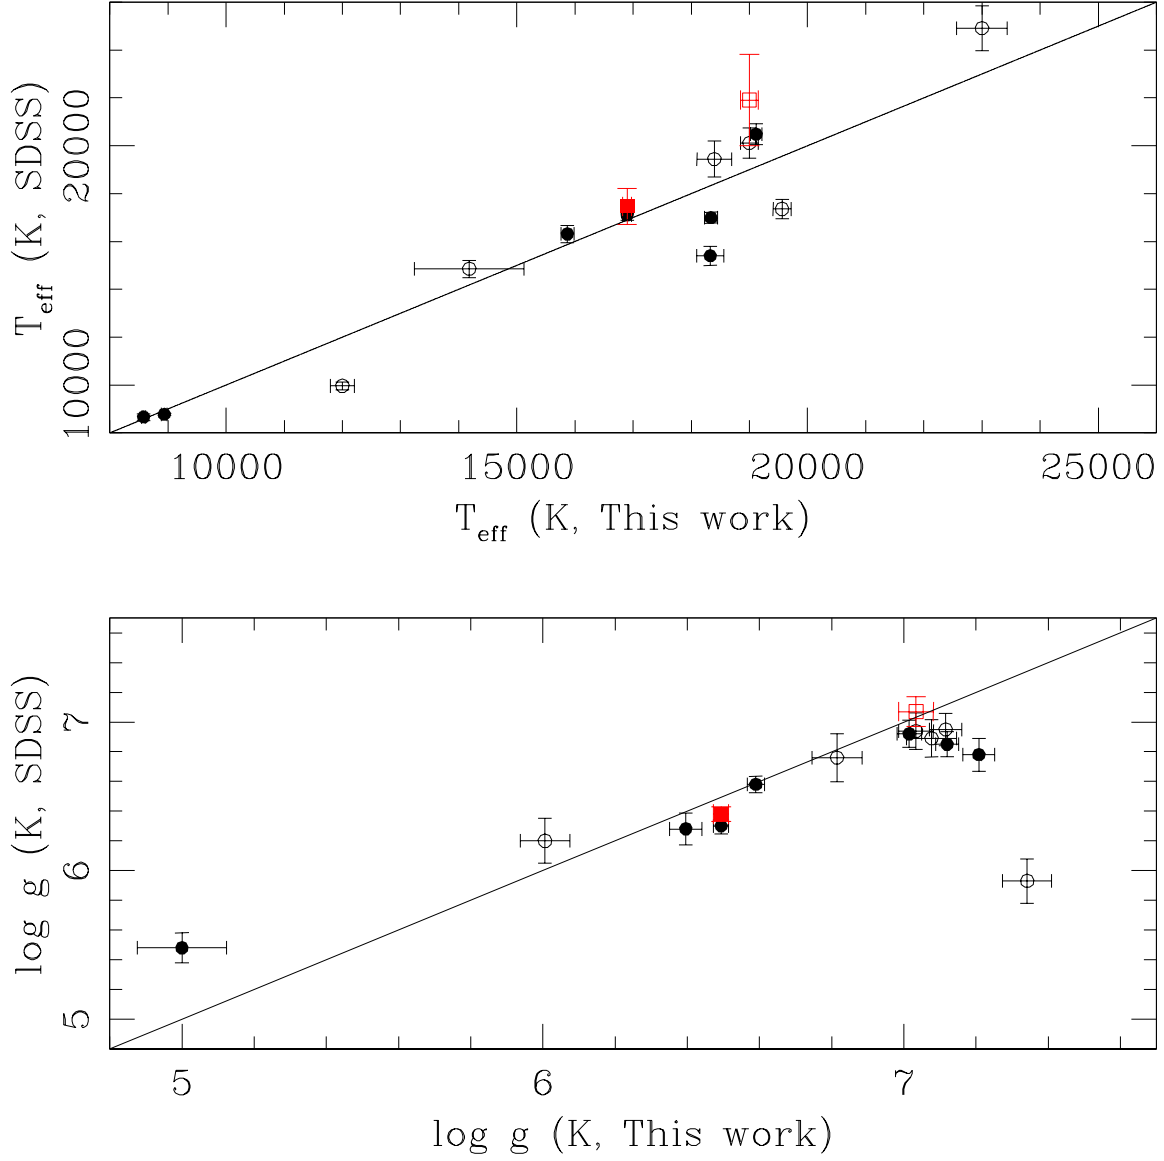 T_eff (K, SDSS)
20000
10000
10000 15000 20000 25000
T_eff (K, This work)
log g (K, SDSS)
7
6
5
5 6 7
log g (K, This work)